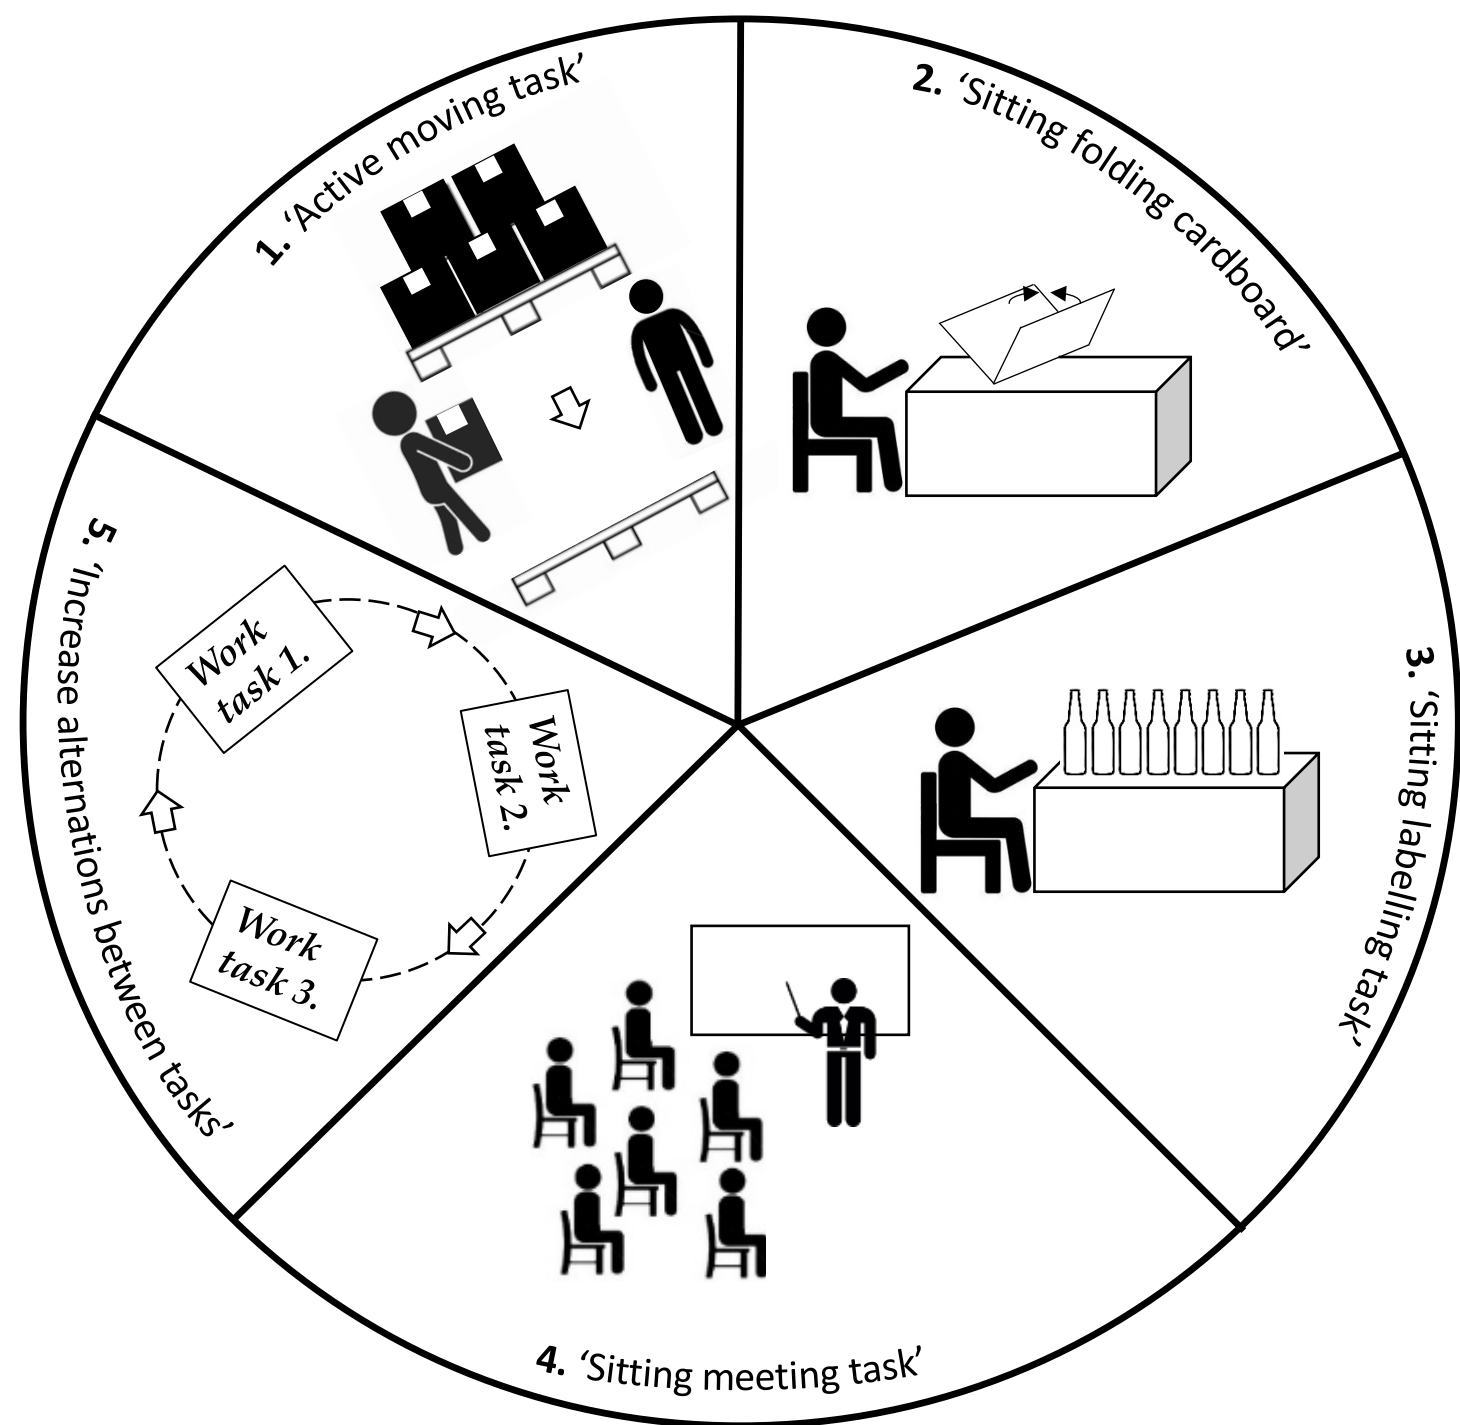 1. ‘Active moving task’
2. ‘Sitting folding cardboard’
3. ‘Sitting labelling task’
4. ‘Sitting meeting task’
5. ‘Increase alternations between tasks’
Work
task 1.
Work
task 2.
Work
task 3.